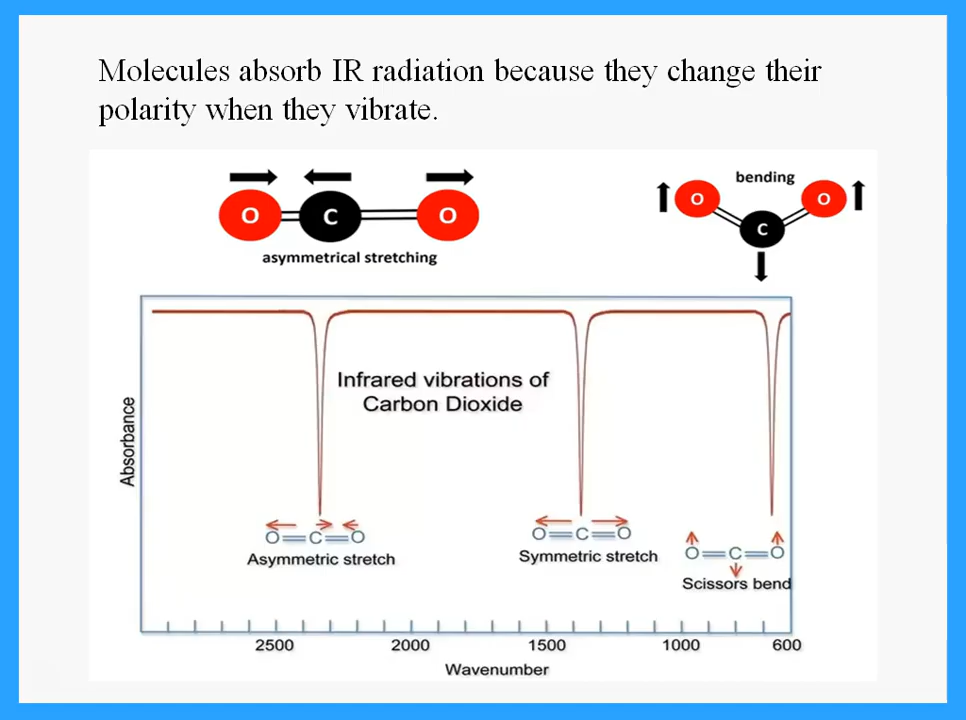 Molecules absorb IR radiation because they change their
polarity when they vibrate.
O C O
asymmetrical stretching
bending
O O
C
Infrared vibrations of
Carbon Dioxide
Absorbance
O=C=O
Asymmetric stretch
O=C=O
Symmetric stretch
O=C=O
Scissors bend
2500 2000 1500 1000 600
Wavenumber